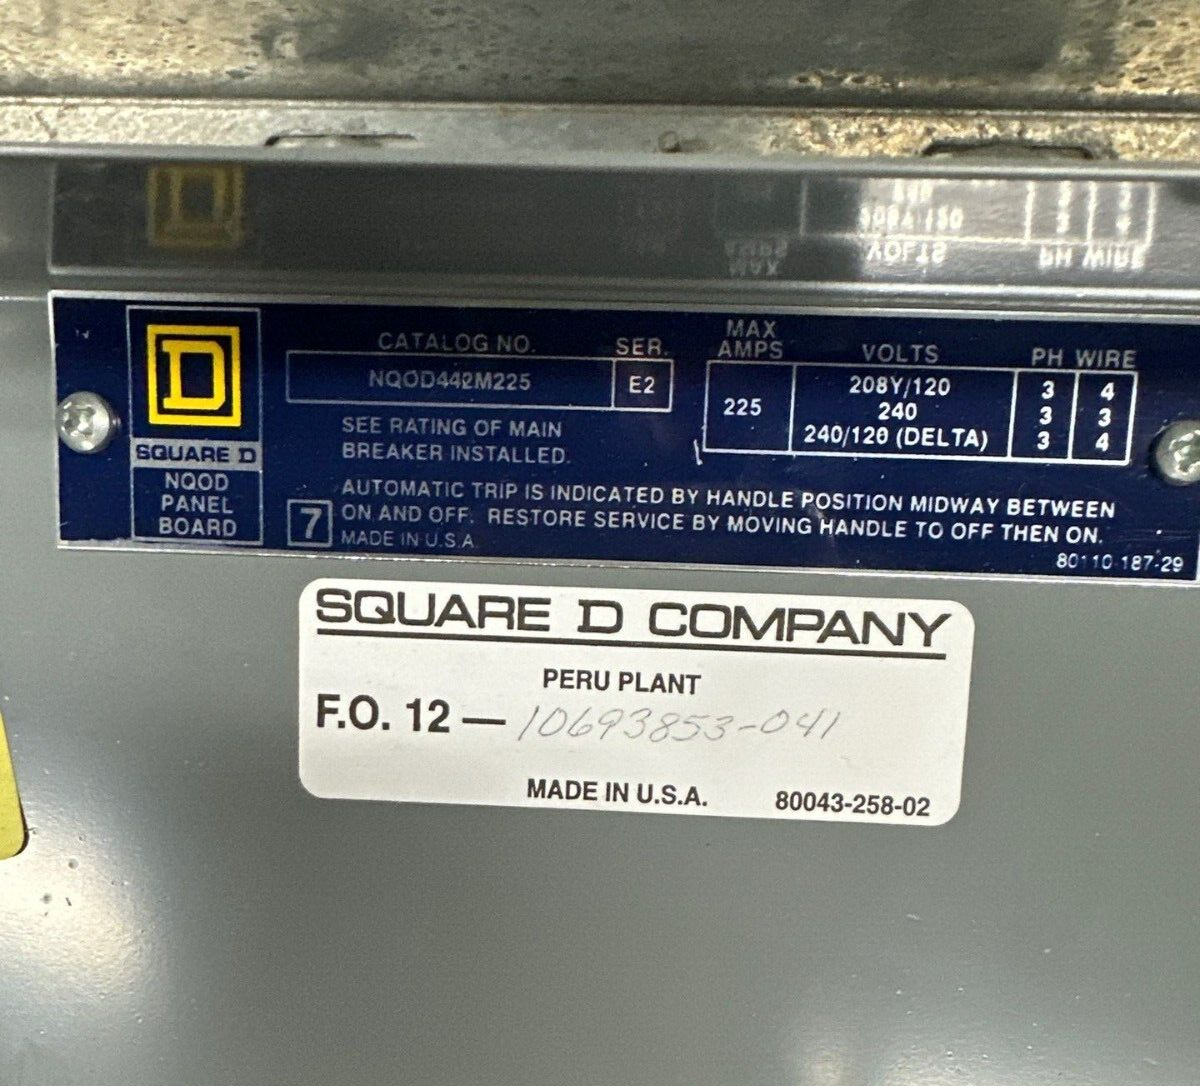 D
SQUARE D
NQOD
PANEL
BOARD
CATALOG NO.
NQOD442M225
SER.
E2
MAX
AMPS
225
VOLTS
208Y/120
240
240/120 (DELTA)
PH WIRE
3 4
3 3
3 4
SEE RATING OF MAIN
BREAKER INSTALLED.
7
AUTOMATIC TRIP IS INDICATED BY HANDLE POSITION MIDWAY BETWEEN
ON AND OFF. RESTORE SERVICE BY MOVING HANDLE TO OFF THEN ON.
MADE IN U.S.A.
80110-187-29
SQUARE D COMPANY
PERU PLANT
F.O. 12 — 10693853-041
MADE IN U.S.A.
80043-258-02